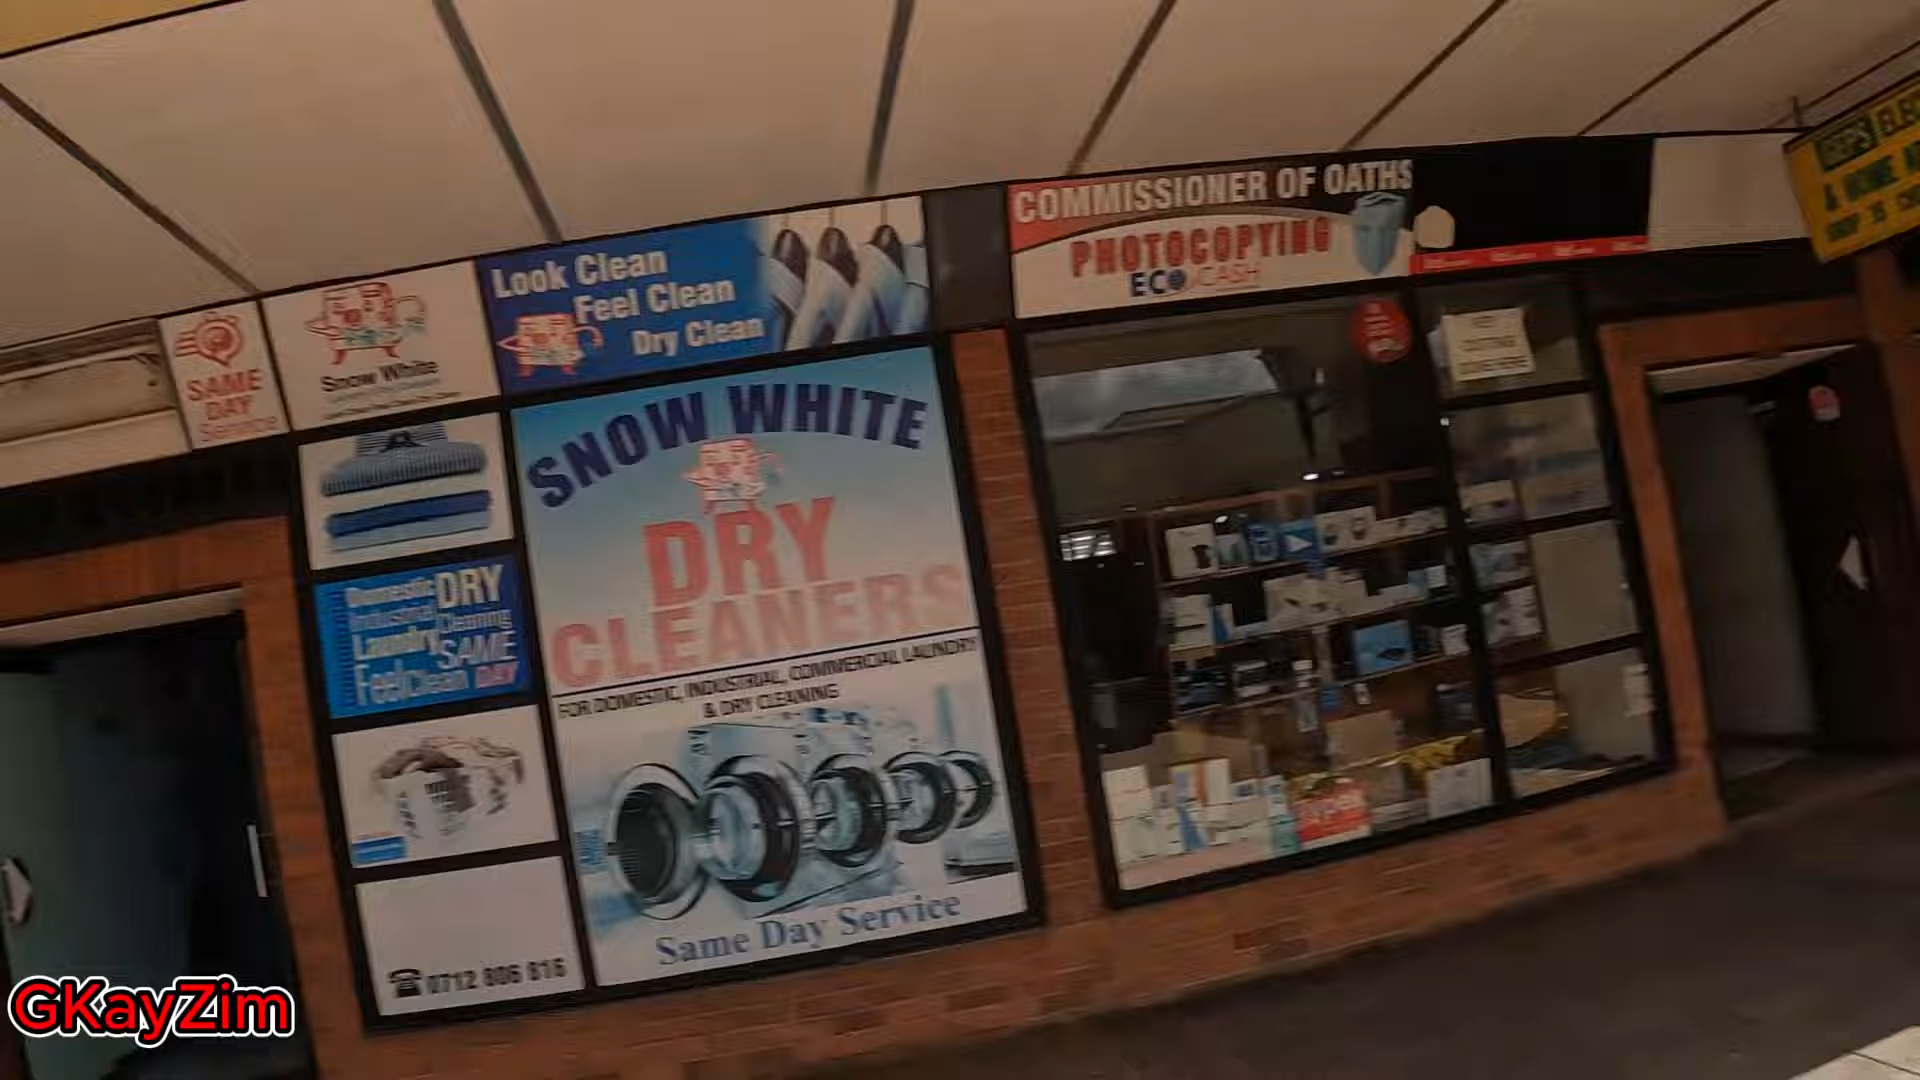 SAME
DAY
Service
Snow White
Look Clean
Feel Clean
Dry Clean
COMMISSIONER OF OATHS
PHOTOCOPYING
ECOCASH
SNOW WHITE
DRY
CLEANERS
FOR DOMESTIC, INDUSTRIAL, COMMERCIAL LAUNDRY
& DRY CLEANING
Same Day Service
Domestic DRY
Industrial Cleaning
Laundry SAME
Feel Clean DAY
0712 806 816
GKayZim